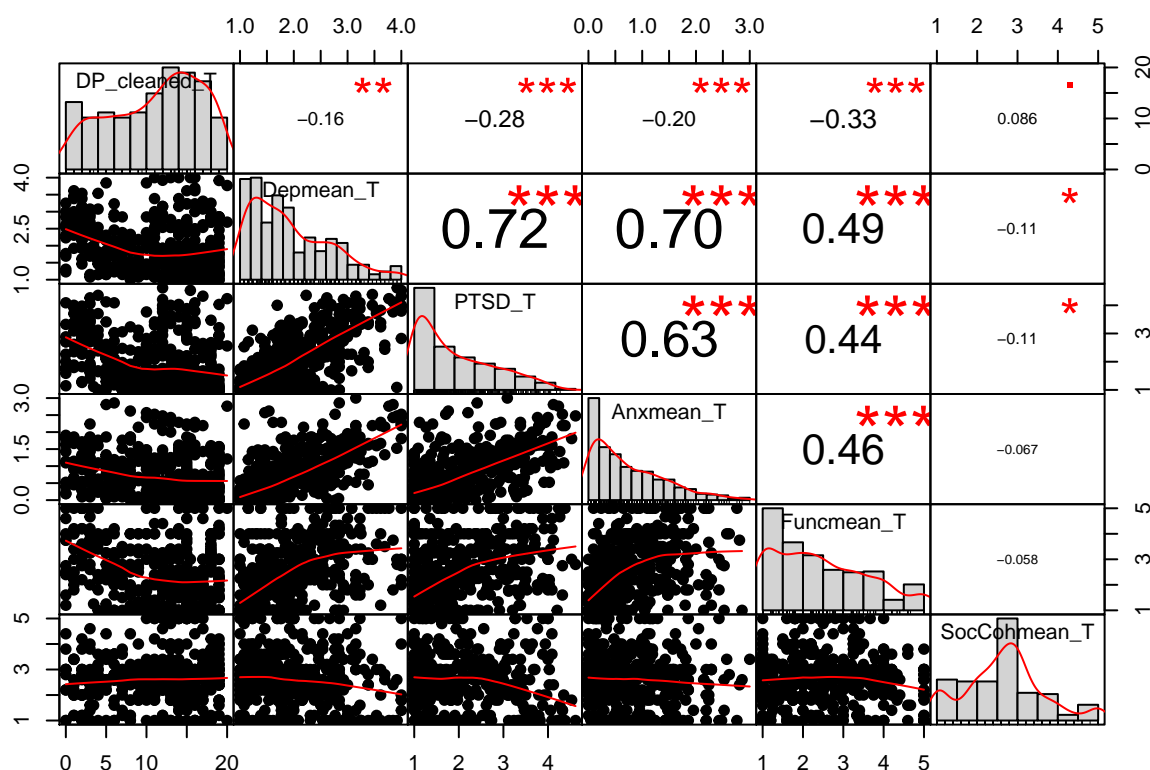 1.0 2.0 3.0 4.0 0.0 1.0 2.0 3.0 1 2 3 4 5
DP_cleaned_T ** −0.16 *** −0.28 *** −0.20 *** −0.33 0.086 0 10 20
1.0 2.5 4.0 Depmean_T *** 0.72 *** 0.70 *** 0.49 * −0.11
PTSD_T *** 0.63 *** 0.44 * −0.11 1 3
0.0 1.5 3.0 Anxmean_T *** 0.46 −0.067
Funcmean_T −0.058 1 3 5
1 3 5 SocCohmean_T
0 5 10 20 1 2 3 4 1 2 3 4 5